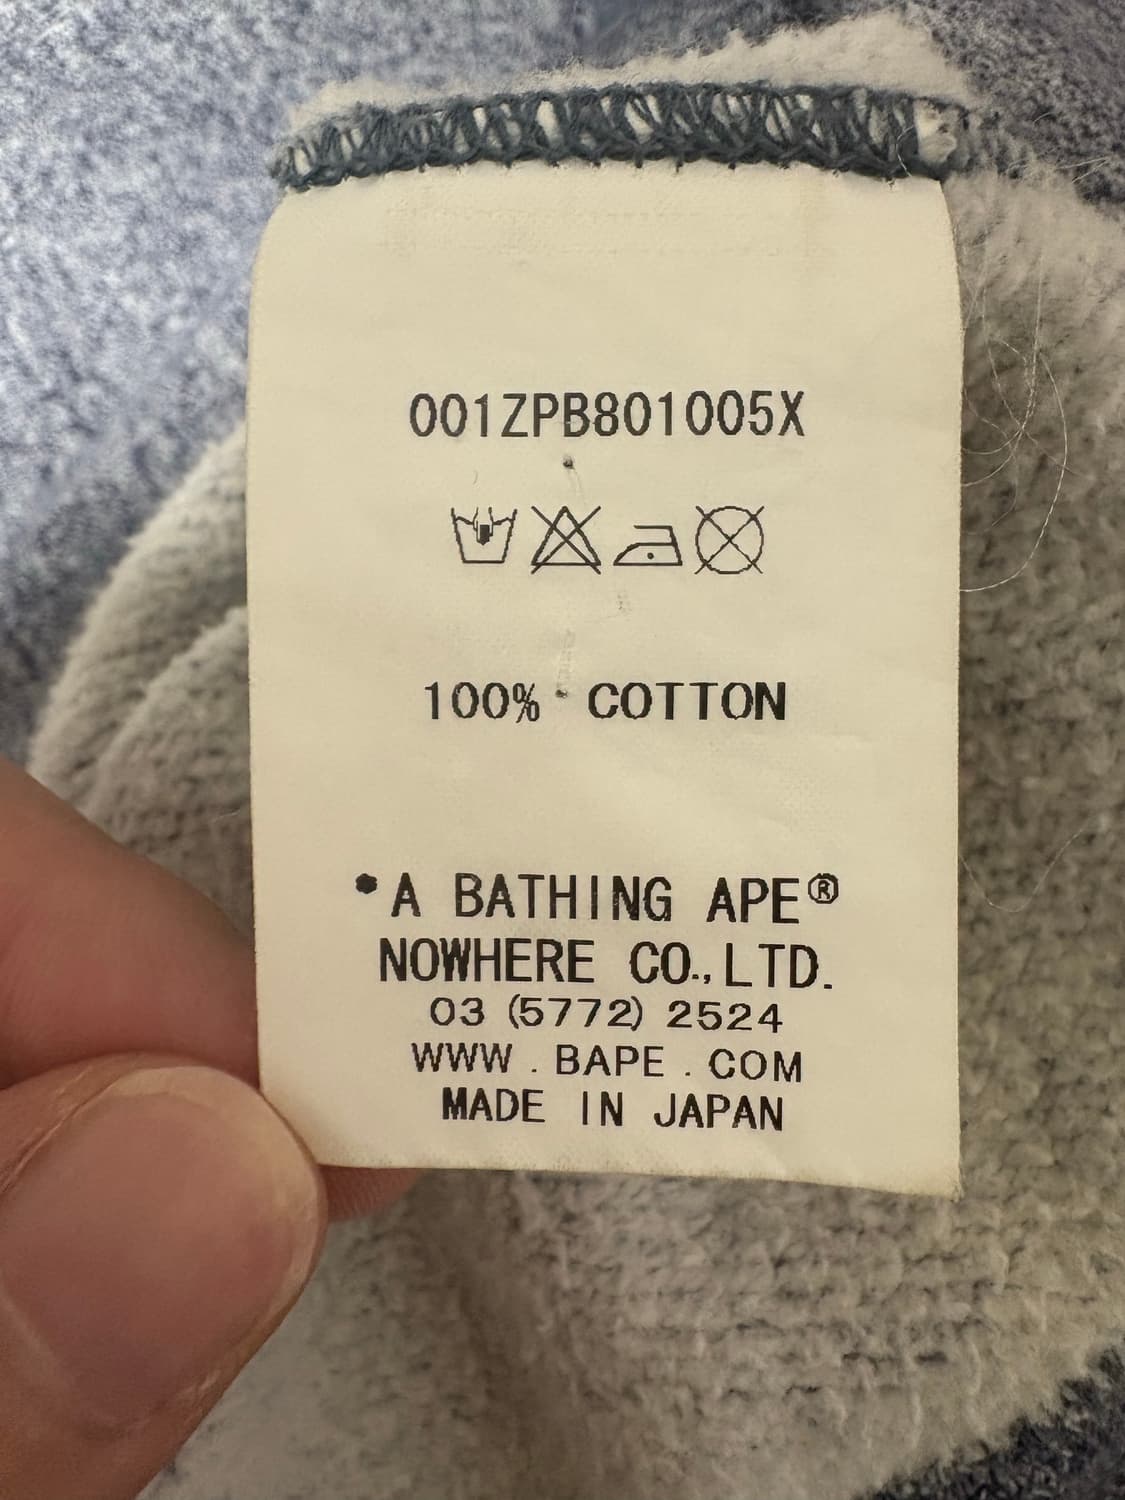 001ZPB801005X
100% COTTON
*A BATHING APE®
NOWHERE CO.,LTD.
03 (5772) 2524
WWW . BAPE . COM
MADE IN JAPAN